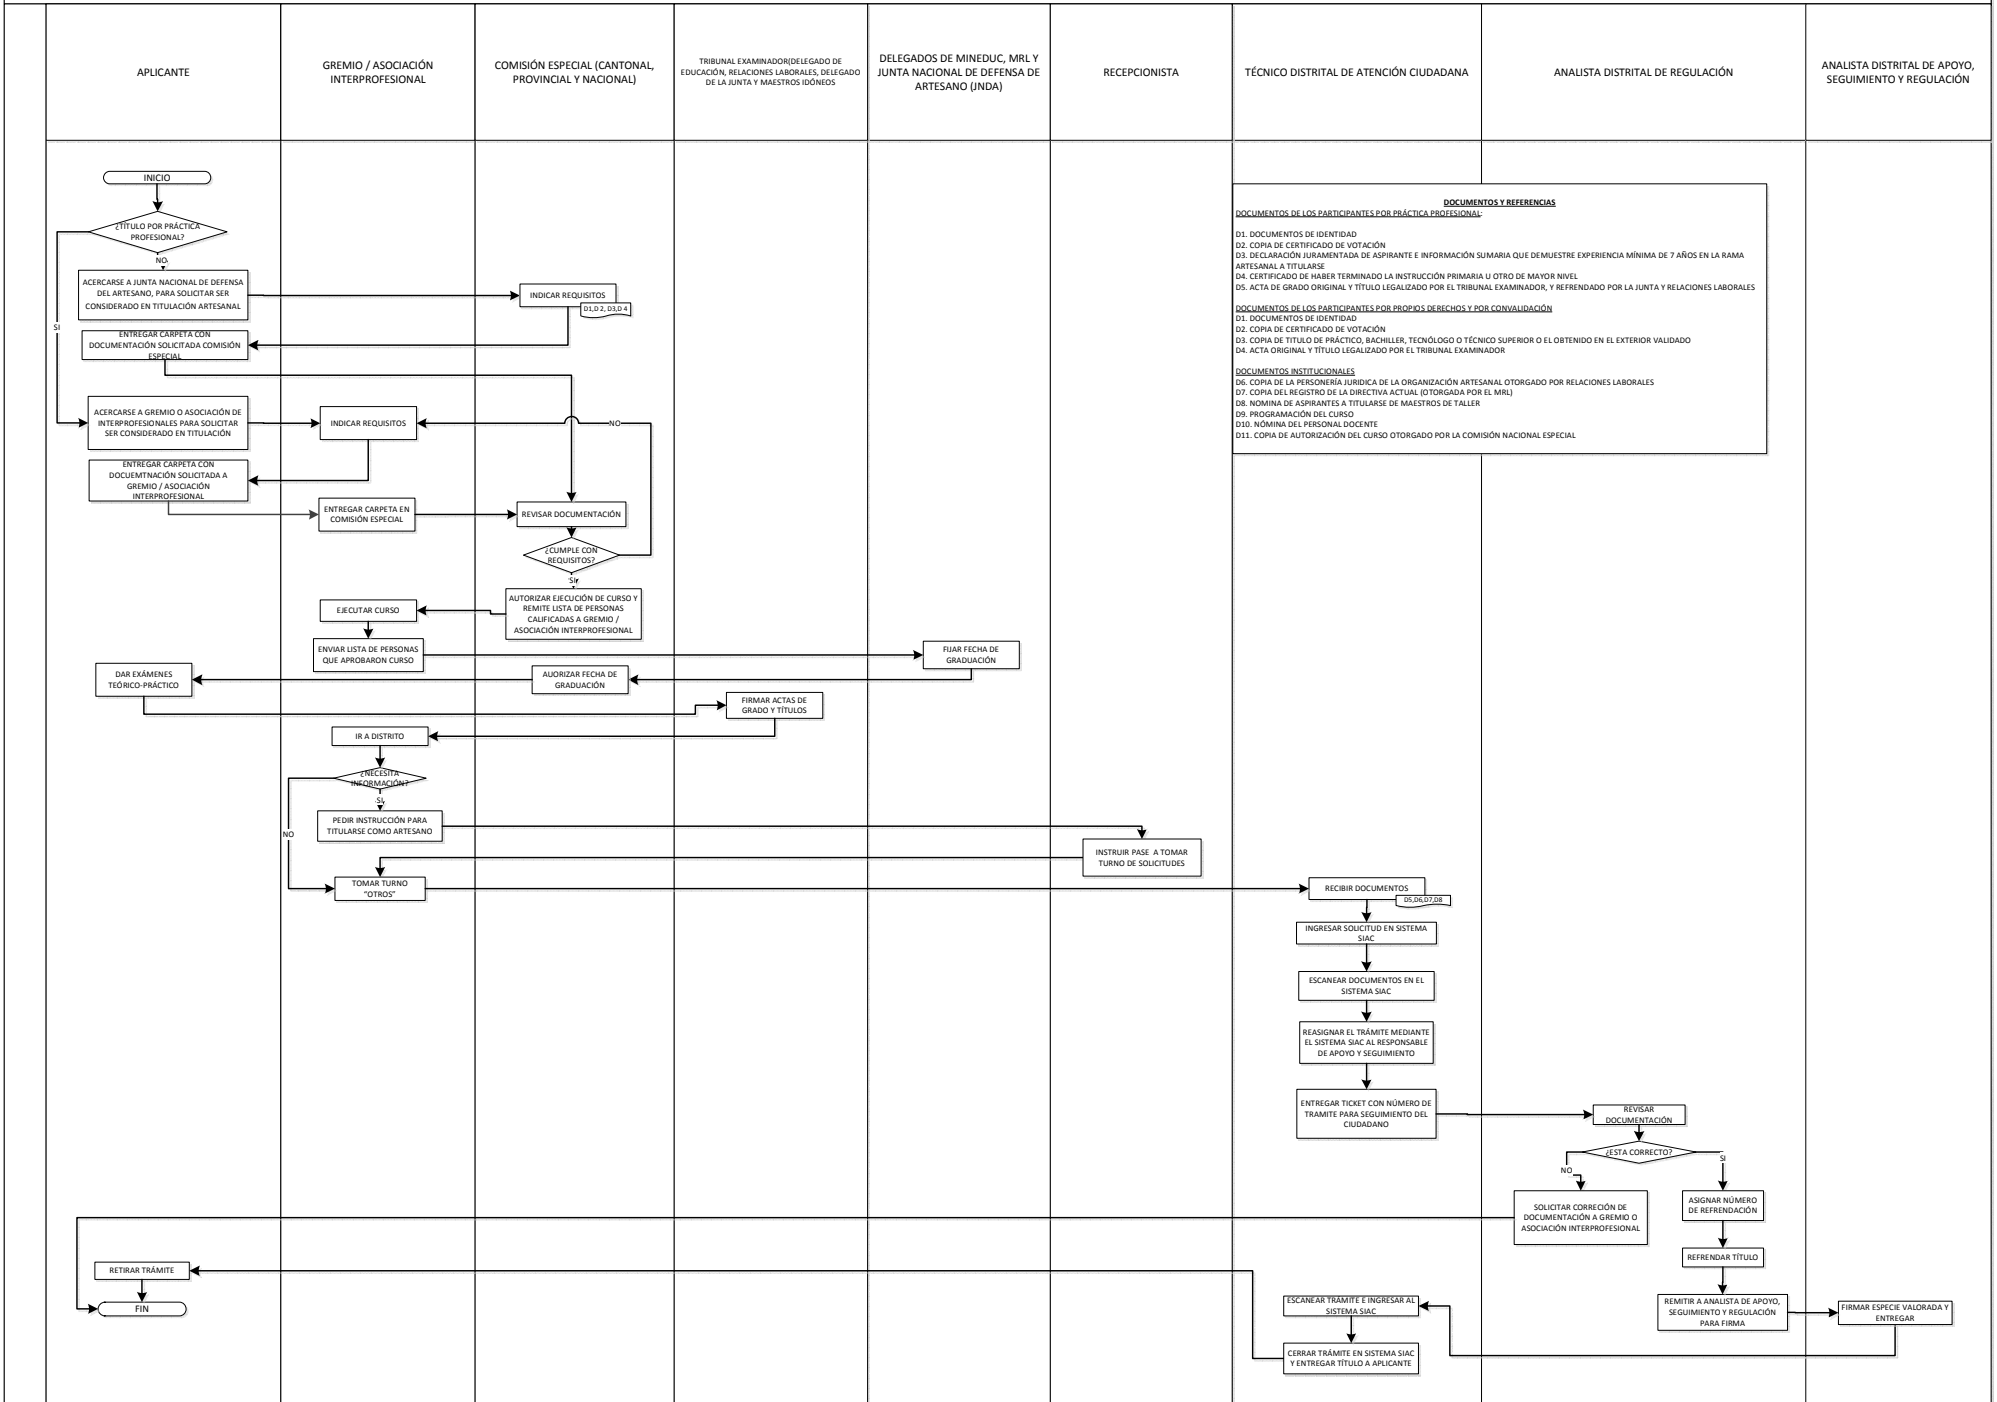 APLICANTE
GREMIO / ASOCIACIÓN
INTERPROFESIONAL
COMISIÓN ESPECIAL (CANTONAL,
PROVINCIAL Y NACIONAL)
TRIBUNAL EXAMINADOR(DELEGADO DE
EDUCACIÓN, RELACIONES LABORALES, DELEGADO
DE LA JUNTA Y MAESTROS IDÓNEOS
DELEGADOS DE MINEDUC, MRL Y
JUNTA NACIONAL DE DEFENSA DE
ARTESANO (JNDA)
RECEPCIONISTA
TÉCNICO DISTRITAL DE ATENCIÓN CIUDADANA
ANALISTA DISTRITAL DE REGULACIÓN
ANALISTA DISTRITAL DE APOYO,
SEGUIMIENTO Y REGULACIÓN
INICIO
¿TÍTULO POR PRÁCTICA
PROFESIONAL?
NO
SI
ACERCARSE A JUNTA NACIONAL DE DEFENSA
DEL ARTESANO, PARA SOLICITAR SER
CONSIDERADO EN TITULACIÓN ARTESANAL
INDICAR REQUISITOS
D1,D 2, D3,D 4
ENTREGAR CARPETA CON
DOCUMENTACIÓN SOLICITADA COMISIÓN
ESPECIAL
ACERCARSE A GREMIO O ASOCIACIÓN DE
INTERPROFESIONALES PARA SOLICITAR
SER CONSIDERADO EN TITULACIÓN
INDICAR REQUISITOS
NO
ENTREGAR CARPETA CON
DOCUEMTNACIÓN SOLICITADA A
GREMIO / ASOCIACIÓN
INTERPROFESIONAL
ENTREGAR CARPETA EN
COMISIÓN ESPECIAL
REVISAR DOCUMENTACIÓN
¿CUMPLE CON
REQUISITOS?
SI
AUTORIZAR EJECUCIÓN DE CURSO Y
REMITE LISTA DE PERSONAS
CALIFICADAS A GREMIO /
ASOCIACIÓN INTERPROFESIONAL
EJECUTAR CURSO
ENVIAR LISTA DE PERSONAS
QUE APROBARON CURSO
FIJAR FECHA DE
GRADUACIÓN
AUORIZAR FECHA DE
GRADUACIÓN
DAR EXÁMENES
TEÓRICO-PRÁCTICO
FIRMAR ACTAS DE
GRADO Y TÍTULOS
IR A DISTRITO
¿NECESITA
INFORMACIÓN?
SI
NO
PEDIR INSTRUCCIÓN PARA
TITULARSE COMO ARTESANO
INSTRUIR PASE A TOMAR
TURNO DE SOLICITUDES
TOMAR TURNO
"OTROS"
DOCUMENTOS Y REFERENCIAS
DOCUMENTOS DE LOS PARTICIPANTES POR PRÁCTICA PROFESIONAL:
D1. DOCUMENTOS DE IDENTIDAD
D2. COPIA DE CERTIFICADO DE VOTACIÓN
D3. DECLARACIÓN JURAMENTADA DE ASPIRANTE E INFORMACIÓN SUMARIA QUE DEMUESTRE EXPERIENCIA MÍNIMA DE 7 AÑOS EN LA RAMA
ARTESANAL A TITULARSE
D4. CERTIFICADO DE HABER TERMINADO LA INSTRUCCIÓN PRIMARIA U OTRO DE MAYOR NIVEL
D5. ACTA DE GRADO ORIGINAL Y TÍTULO LEGALIZADO POR EL TRIBUNAL EXAMINADOR, Y REFRENDADO POR LA JUNTA Y RELACIONES LABORALES
DOCUMENTOS DE LOS PARTICIPANTES POR PROPIOS DERECHOS Y POR CONVALIDACIÓN
D1. DOCUMENTOS DE IDENTIDAD
D2. COPIA DE CERTIFICADO DE VOTACIÓN
D3. COPIA DE TITULO DE PRÁCTICO, BACHILLER, TECNÓLOGO O TÉCNICO SUPERIOR O EL OBTENIDO EN EL EXTERIOR VALIDADO
D4. ACTA ORIGINAL Y TÍTULO LEGALIZADO POR EL TRIBUNAL EXAMINADOR
DOCUMENTOS INSTITUCIONALES
D6. COPIA DE LA PERSONERÍA JURIDICA DE LA ORGANIZACIÓN ARTESANAL OTORGADO POR RELACIONES LABORALES
D7. COPIA DEL REGISTRO DE LA DIRECTIVA ACTUAL (OTORGADA POR EL MRL)
D8. NOMINA DE ASPIRANTES A TITULARSE DE MAESTROS DE TALLER
D9. PROGRAMACIÓN DEL CURSO
D10. NÓMINA DEL PERSONAL DOCENTE
D11. COPIA DE AUTORIZACIÓN DEL CURSO OTORGADO POR LA COMISIÓN NACIONAL ESPECIAL
RECIBIR DOCUMENTOS
D5,D6,D7,D8
INGRESAR SOLICITUD EN SISTEMA
SIAC
ESCANEAR DOCUMENTOS EN EL
SISTEMA SIAC
REASIGNAR EL TRÁMITE MEDIANTE
EL SISTEMA SIAC AL RESPONSABLE
DE APOYO Y SEGUIMIENTO
ENTREGAR TICKET CON NÚMERO DE
TRAMITE PARA SEGUIMIENTO DEL
CIUDADANO
REVISAR
DOCUMENTACIÓN
¿ESTA CORRECTO?
NO
SI
SOLICITAR CORRECIÓN DE
DOCUMENTACIÓN A GREMIO O
ASOCIACIÓN INTERPROFESIONAL
ASIGNAR NÚMERO
DE REFRENDACIÓN
REFRENDAR TÍTULO
REMITIR A ANALISTA DE APOYO,
SEGUIMIENTO Y REGULACIÓN
PARA FIRMA
FIRMAR ESPECIE VALORADA Y
ENTREGAR
ESCANEAR TRÁMITE E INGRESAR AL
SISTEMA SIAC
CERRAR TRÁMITE EN SISTEMA SIAC
Y ENTREGAR TÍTULO A APLICANTE
RETIRAR TRÁMITE
FIN